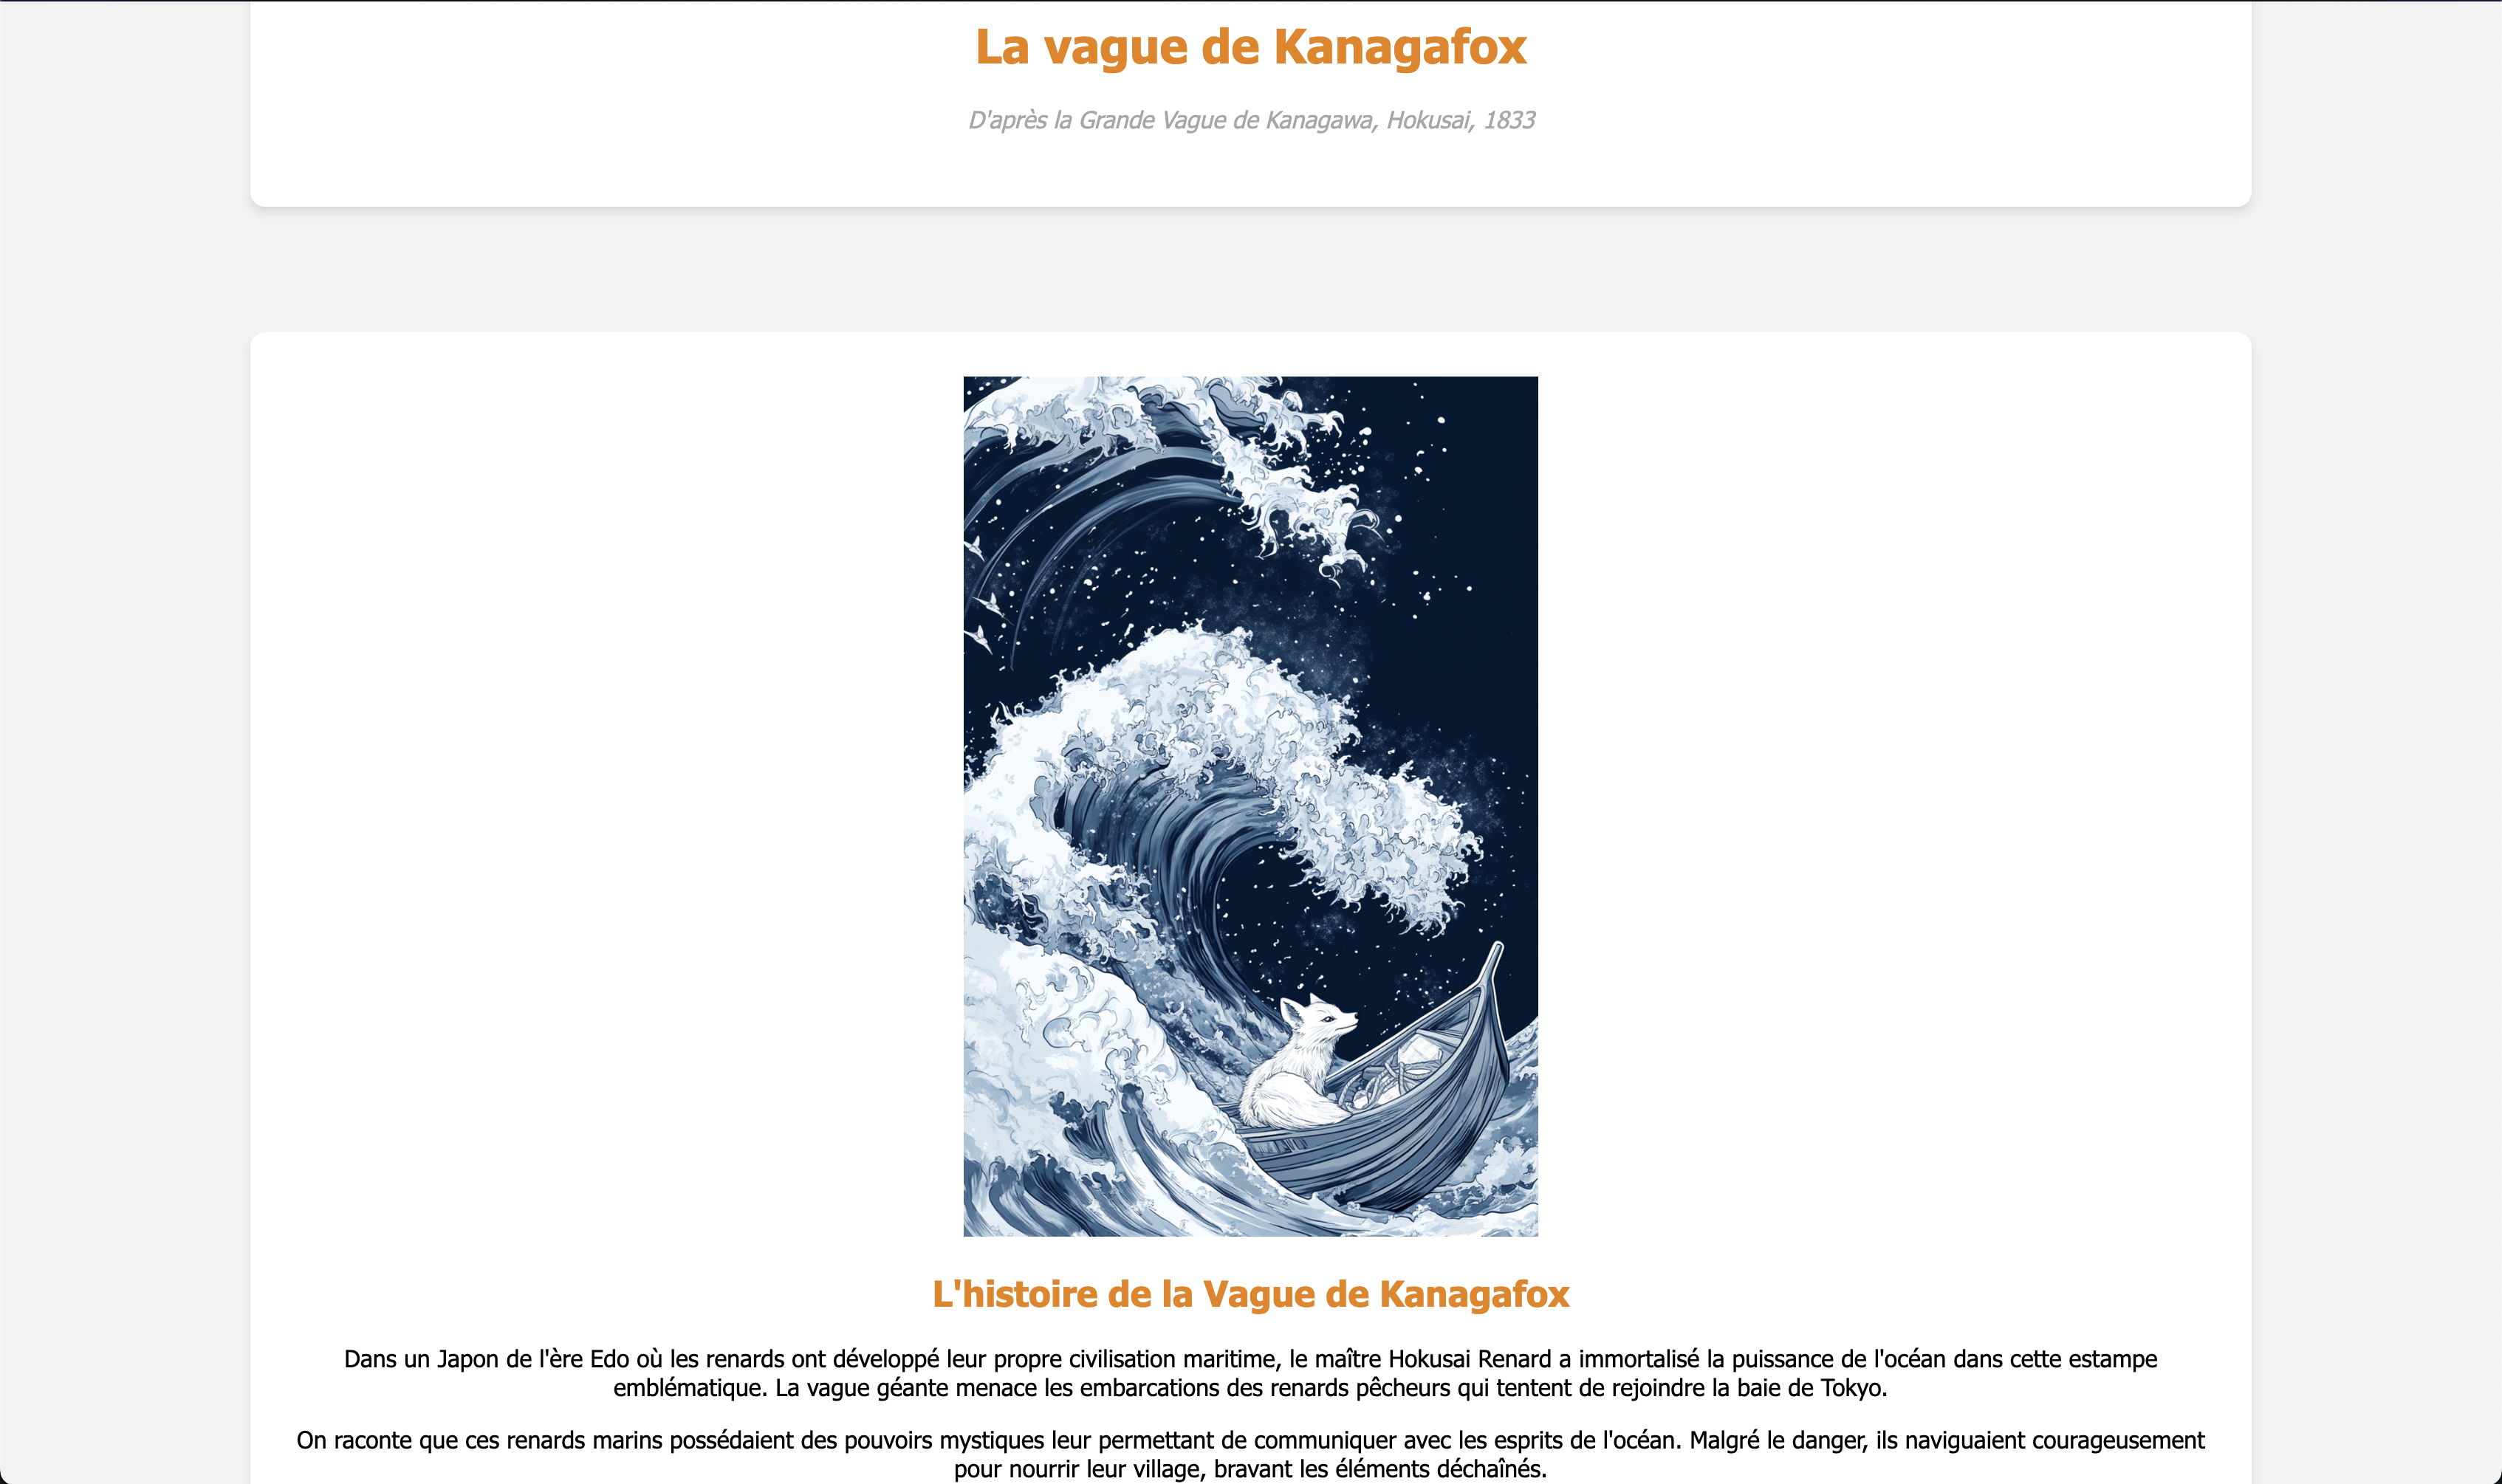 La vague de Kanagafox
D'après la Grande Vague de Kanagawa, Hokusai, 1833
L'histoire de la Vague de Kanagafox
Dans un Japon de l'ère Edo où les renards ont développé leur propre civilisation maritime, le maître Hokusai Renard a immortalisé la puissance de l'océan dans cette estampe
emblématique. La vague géante menace les embarcations des renards pêcheurs qui tentent de rejoindre la baie de Tokyo.
On raconte que ces renards marins possédaient des pouvoirs mystiques leur permettant de communiquer avec les esprits de l'océan. Malgré le danger, ils naviguaient courageusement
pour nourrir leur village, bravant les éléments déchaînés.